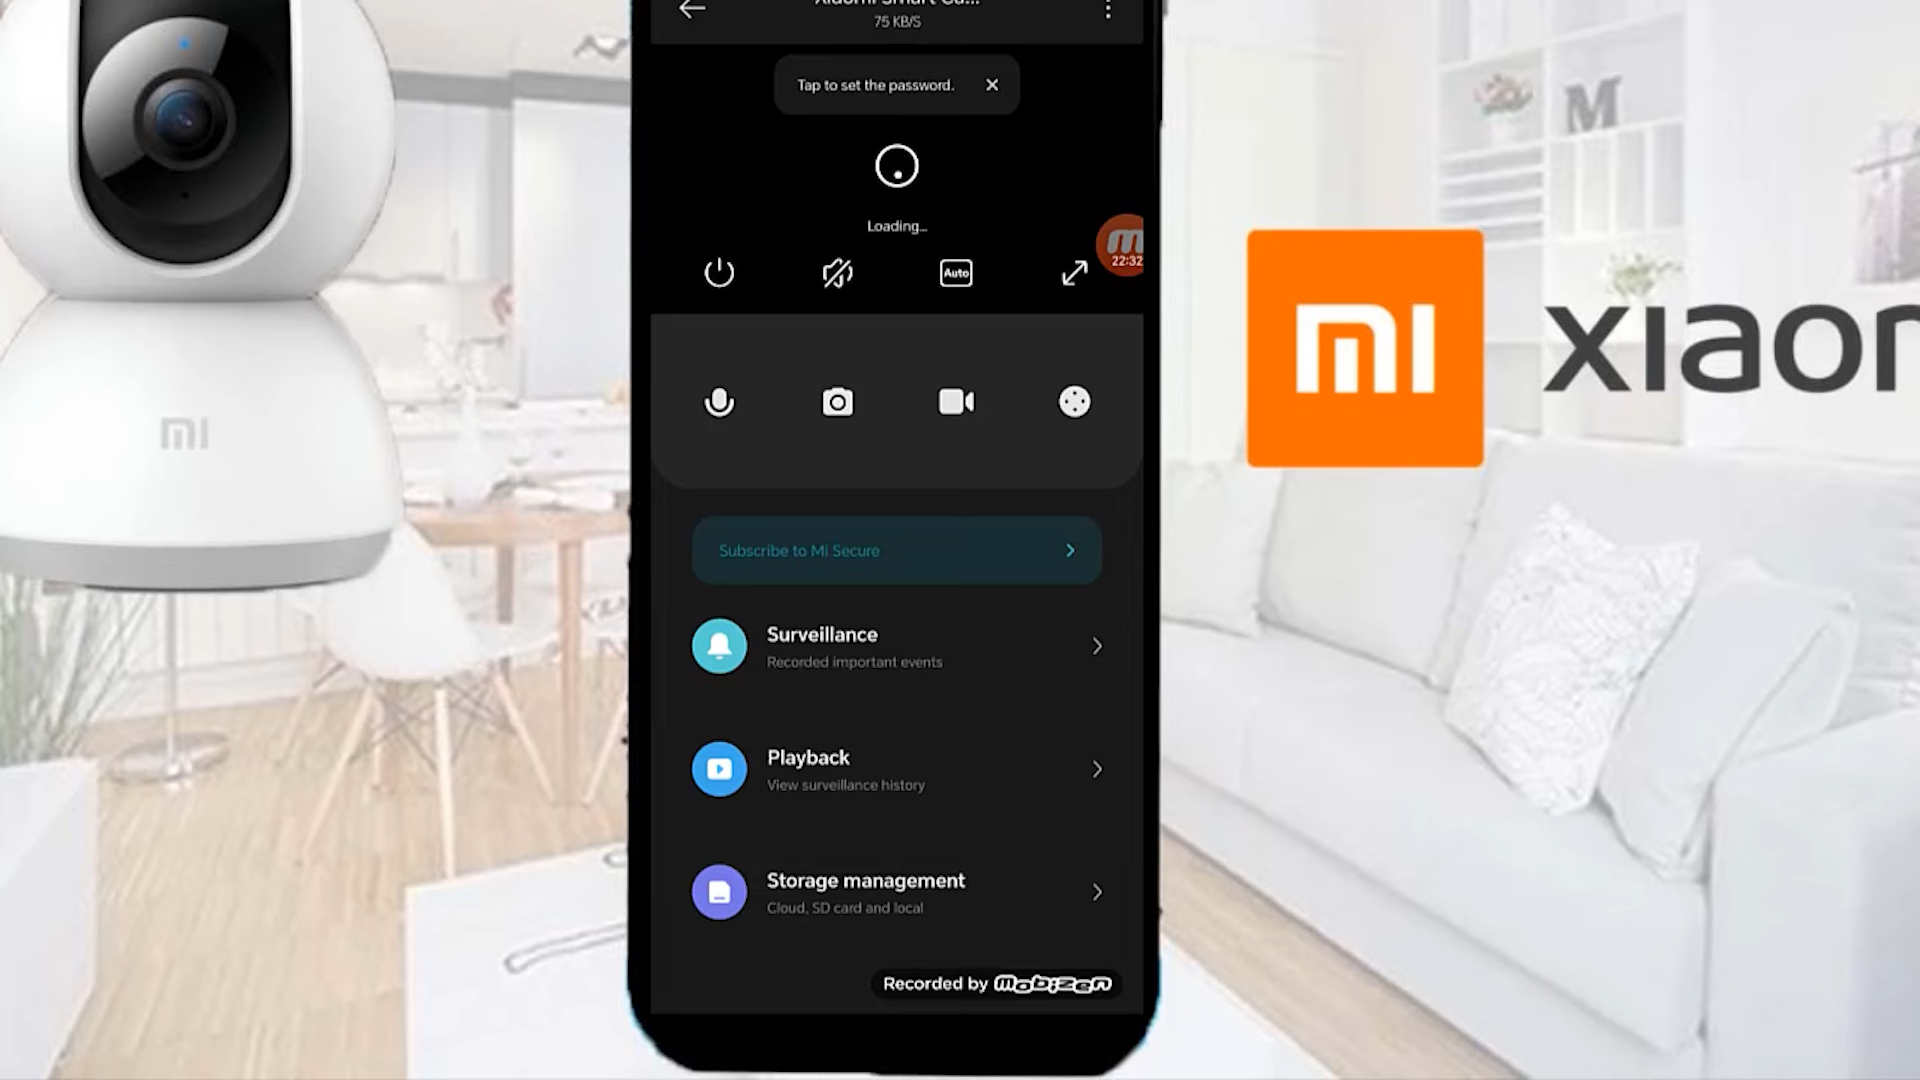 75 KB/S
Tap to set the password.
Loading...
Auto
22:32
mi
xiaon
mi
Subscribe to Mi Secure
Surveillance
Recorded important events
Playback
View surveillance history
Storage management
Cloud, SD card and local
Recorded by mobizen
M